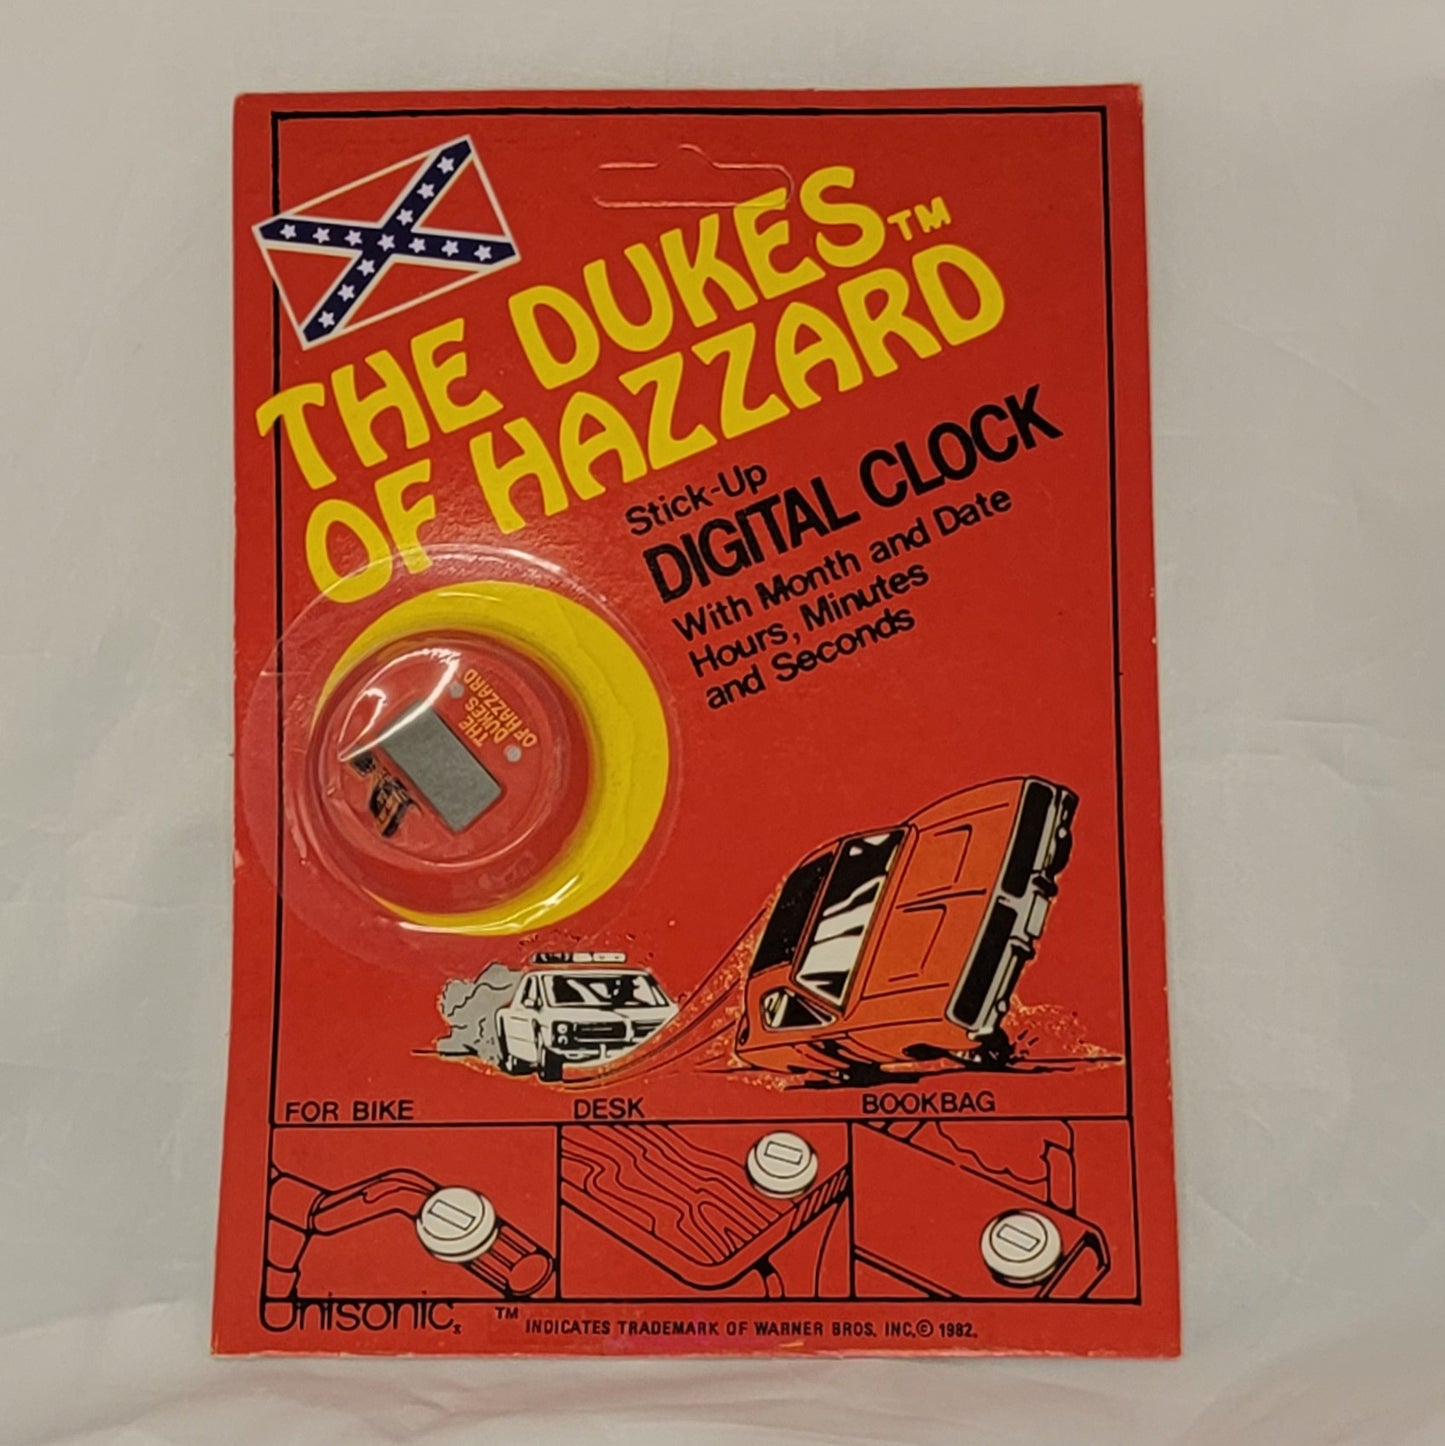 THE DUKES™
OF HAZZARD
Stick-Up
DIGITAL CLOCK
With Month and Date
Hours, Minutes
and Seconds
THE
DUKES
OF HAZZARD
FOR BIKE
DESK
BOOKBAG
Unisonic
™ INDICATES TRADEMARK OF WARNER BROS. INC.© 1982.